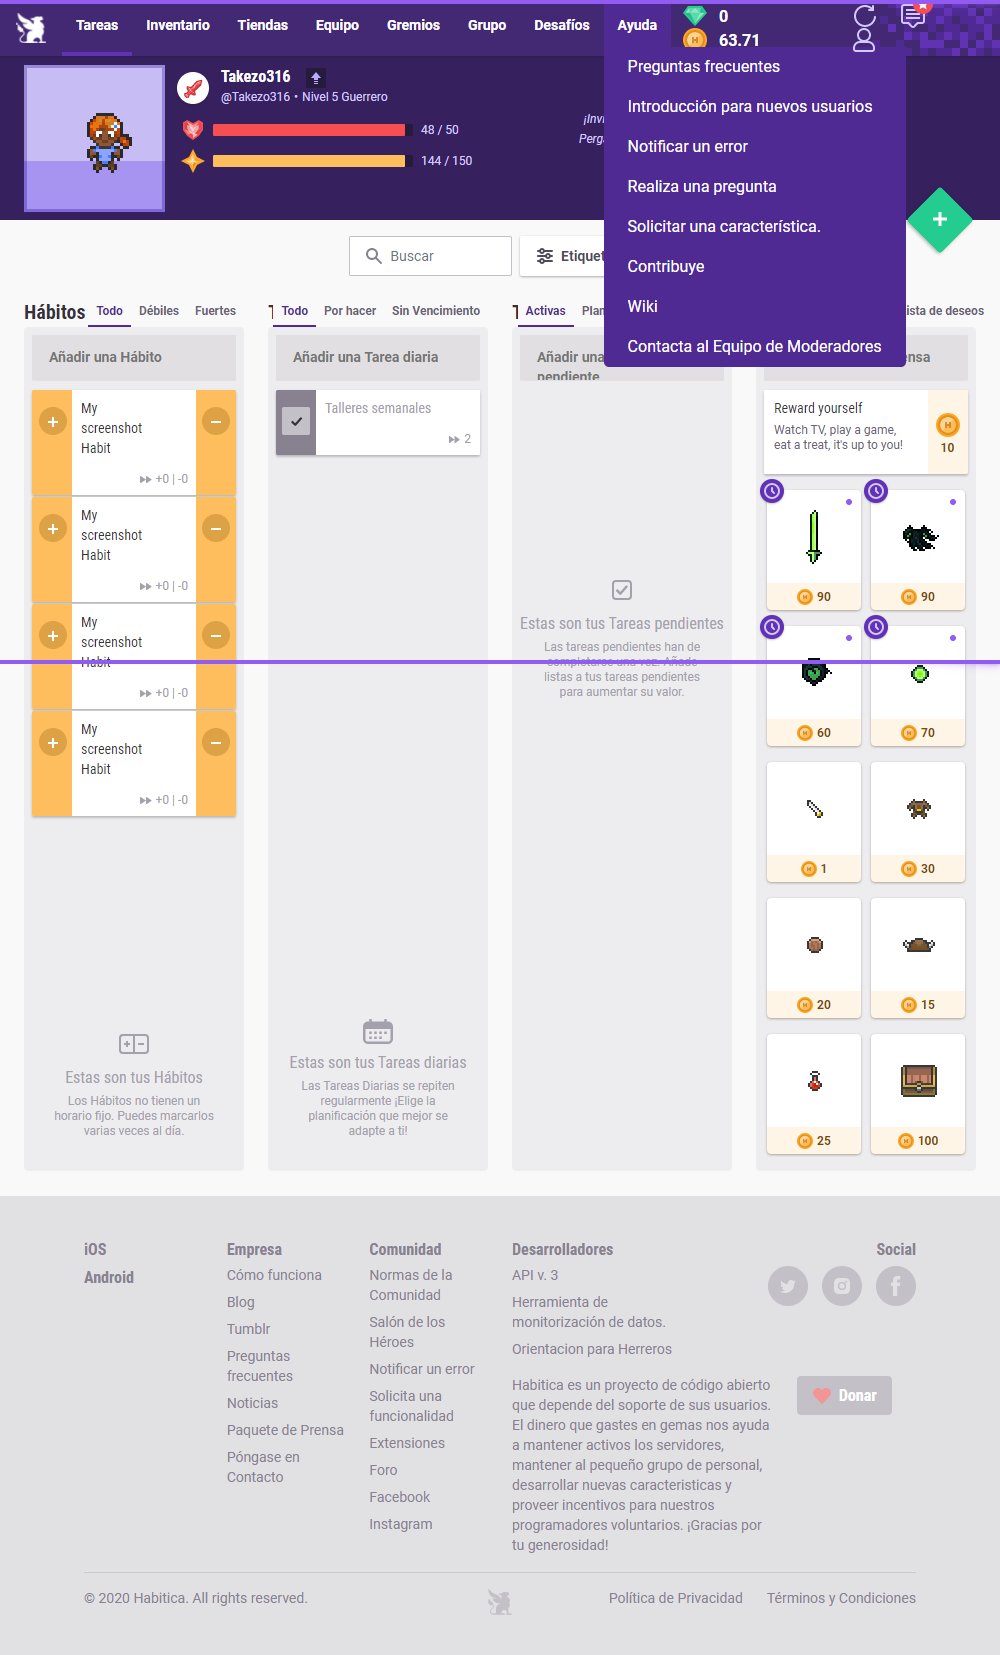 Tareas
Inventario
Tiendas
Equipo
Gremios
Grupo
Desafíos
Ayuda
0
63.71
Preguntas frecuentes
Introducción para nuevos usuarios
Notificar un error
Realiza una pregunta
Solicitar una característica.
Contribuye
Wiki
Contacta al Equipo de Moderadores
Takezo316
@Takezo316 • Nivel 5 Guerrero
48 / 50
144 / 150
Buscar
Hábitos
Todo
Débiles
Fuertes
Todo
Por hacer
Sin Vencimiento
Activas
ista de deseos
Añadir una Hábito
Añadir una Tarea diaria
Añadir una
pendiente
My
screenshot
Habit
+0 | -0
My
screenshot
Habit
+0 | -0
My
screenshot
Habit
+0 | -0
My
screenshot
Habit
+0 | -0
Estas son tus Hábitos
Los Hábitos no tienen un
horario fijo. Puedes marcarlos
varias veces al día.
Talleres semanales
2
Estas son tus Tareas diarias
Las Tareas Diarias se repiten
regularmente ¡Elige la
planificación que mejor se
adapte a ti!
Estas son tus Tareas pendientes
Las tareas pendientes han de
completarse una vez. Añade
listas a tus tareas pendientes
para aumentar su valor.
Reward yourself
Watch TV, play a game,
eat a treat, it's up to you!
10
90
90
60
70
1
30
20
15
25
100
iOS
Android
Empresa
Cómo funciona
Blog
Tumblr
Preguntas
frecuentes
Noticias
Paquete de Prensa
Póngase en
Contacto
Comunidad
Normas de la
Comunidad
Salón de los
Héroes
Notificar un error
Solicita una
funcionalidad
Extensiones
Foro
Facebook
Instagram
Desarrolladores
API v. 3
Herramienta de
monitorización de datos.
Orientacion para Herreros
Habitica es un proyecto de código abierto
que depende del soporte de sus usuarios.
El dinero que gastes en gemas nos ayuda
a mantener activos los servidores,
mantener al pequeño grupo de personal,
desarrollar nuevas caracteristicas y
proveer incentivos para nuestros
programadores voluntarios. ¡Gracias por
tu generosidad!
Social
Donar
© 2020 Habitica. All rights reserved.
Política de Privacidad
Términos y Condiciones